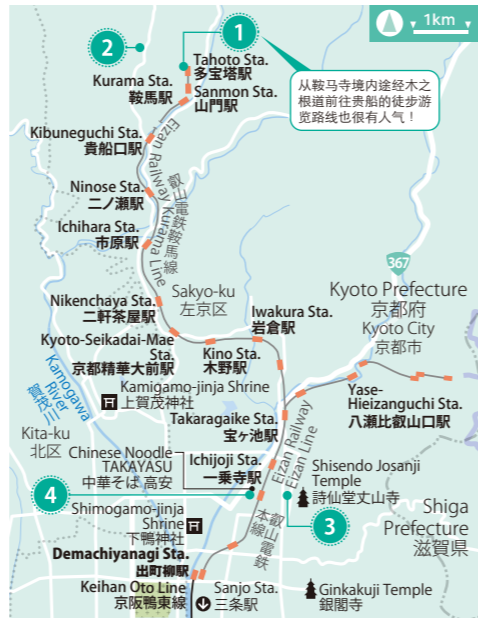 1km
1
2
Tahoto Sta.
多宝塔駅
Kurama Sta.
鞍馬駅
Sanmon Sta.
山門駅
从鞍马寺境内途经木之
根道前往贵船的徒步游
览路线也很有人气！
Kibuneguchi Sta.
貴船口駅
Eizan Railway Kurama Line
叡山電鉄鞍馬線
Ninose Sta.
二ノ瀬駅
Ichihara Sta.
市原駅
367
Nikenchaya Sta.
二軒茶屋駅
Sakyo-ku
左京区
Kyoto Prefecture
京都府
Kyoto City
京都市
Iwakura Sta.
岩倉駅
Kyoto-Seikadai-Mae
Sta.
京都精華大前駅
Kino Sta.
木野駅
Kamogawa
River
賀茂川
Kamigamo-jinja Shrine
上賀茂神社
Yase-
Hieizanguchi Sta.
八瀬比叡山口駅
Takaragaike Sta.
宝ヶ池駅
Kita-ku
北区
Chinese Noodle
TAKAYASU
中華そば 高安
Eizan Railway
Eizan Line
叡山電鉄
本線
Ichijoji Sta.
一乗寺駅
Shisendo Josanji
Temple
詩仙堂丈山寺
4
3
Shimogamo-jinja
Shrine
下鴨神社
Shiga
Prefecture
滋賀県
Demachiyanagi Sta.
出町柳駅
Keihan Oto Line
京阪鴨東線
Sanjo Sta.
三条駅
Ginkakuji Temple
銀閣寺